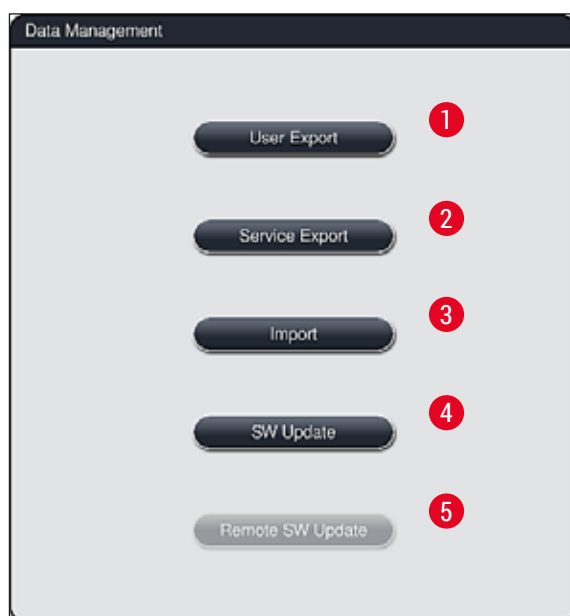 Data Management
User Export
1
Service Export
2
Import
3
SW Update
4
Remote SW Update
5